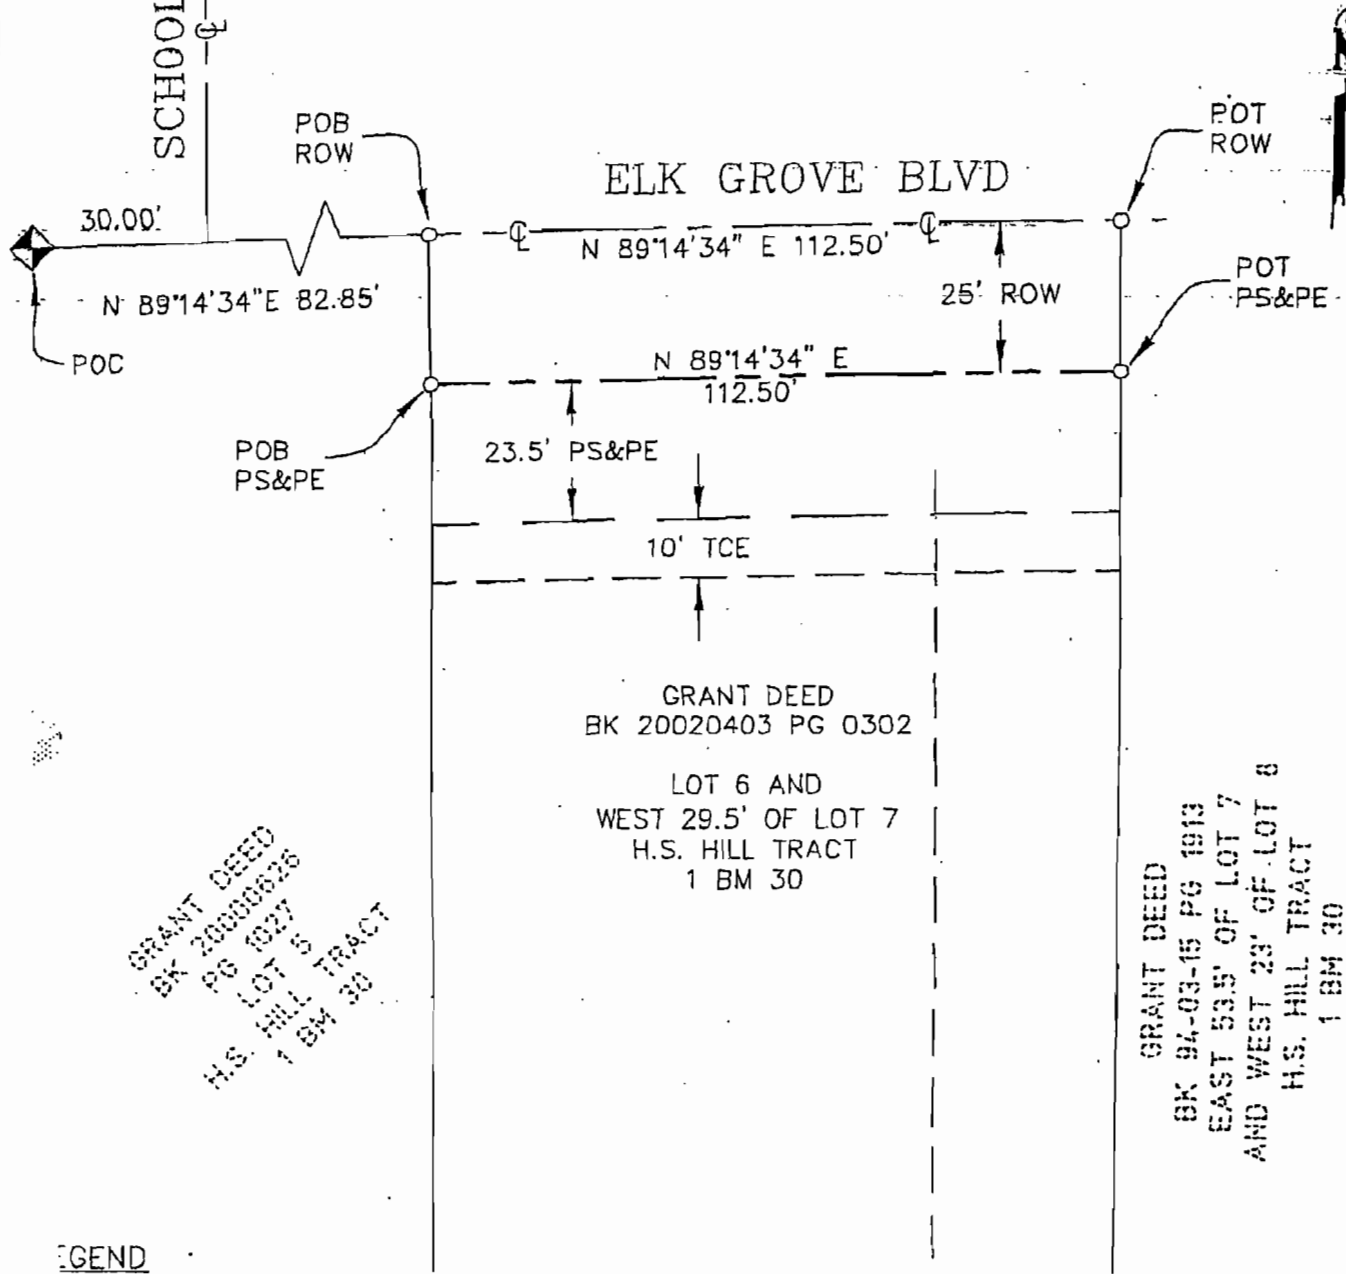 SCHOOL
POB
ROW
POT
ROW
ELK GROVE BLVD
30.00'
N 89°14'34" E 112.50'
N 89°14'34"E 82.85'
25' ROW
POT
PS&PE
POC
N 89°14'34" E
112.50'
POB
PS&PE
23.5' PS&PE
10' TCE
GRANT DEED
BK 20020403 PG 0302
LOT 6 AND
WEST 29.5' OF LOT 7
H.S. HILL TRACT
1 BM 30
GRANT DEED
BK 20000626
PG 1027
LOT 5
H.S. HILL TRACT
1 BM 30
GRANT DEED
BK 94-03-15 PG 1913
EAST 53.5' OF LOT 7
AND WEST 23' OF LOT 8
H.S. HILL TRACT
1 BM 30
EGEND